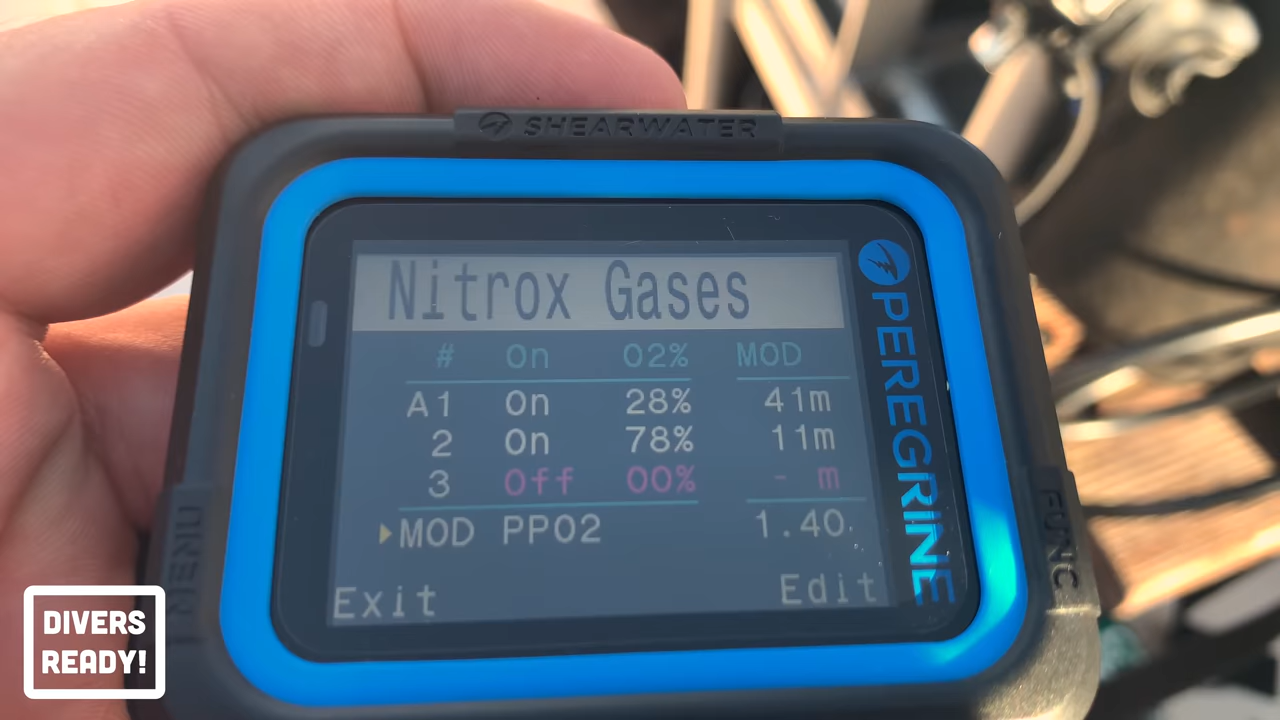 SHEARWATER
Nitrox Gases
# On O2% MOD
A1 On 28% 41m
2 On 78% 11m
3 Off 00% - m
MOD PPO2 1.40
Exit Edit
PEREGRINE
FUNC
DIVERS
READY!